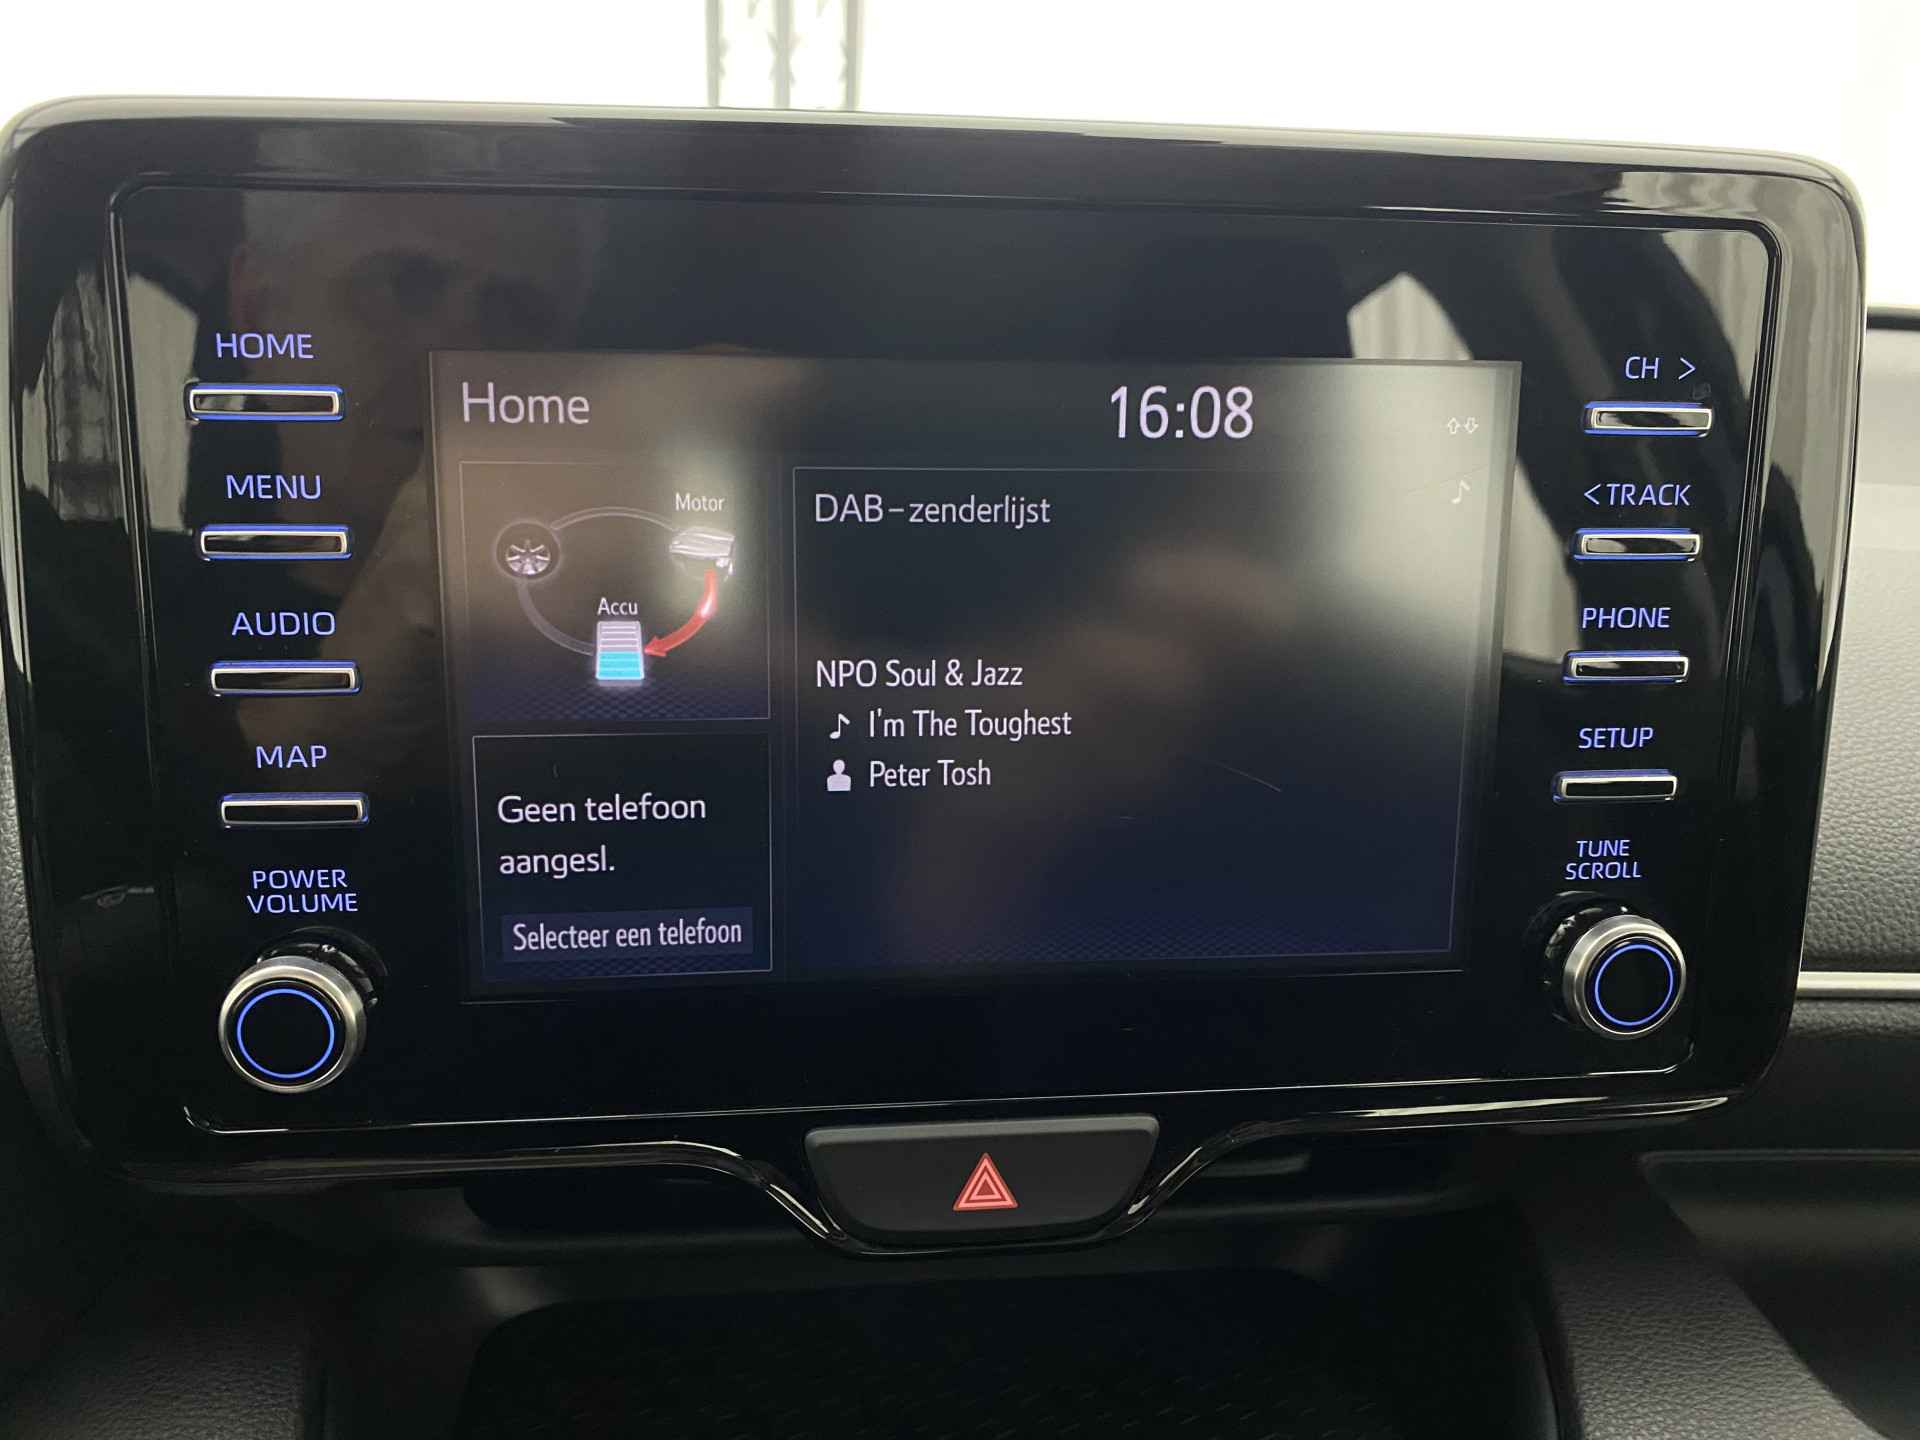 HOME
MENU
AUDIO
MAP
POWER
VOLUME
Home
16:08
Motor
Accu
Geen telefoon
aangesl.
Selecteer een telefoon
DAB-zenderlijst
NPO Soul & Jazz
I'm The Toughest
Peter Tosh
CH >
< TRACK
PHONE
SETUP
TUNE
SCROLL